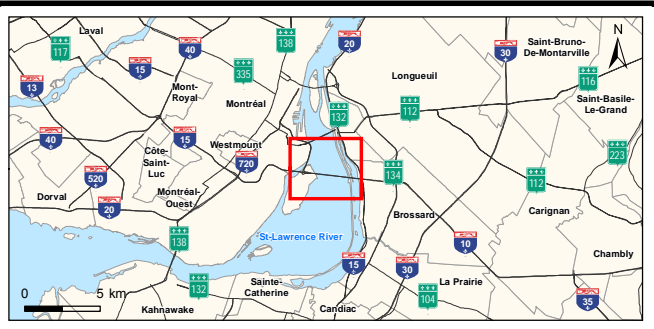 Laval
117
40
138
20
30
Saint-Bruno-
De-Montarville
N
13
15
335
Mont-
Royal
Montréal
Longueuil
116
132
112
Saint-Basile-
Le-Grand
40
15
Côte-
Saint-
Luc
Westmount
720
223
520
134
112
Dorval
20
Montréal-
Ouest
Brossard
Carignan
138
St-Lawrence River
10
Chambly
0 5 km
132
Sainte-
Catherine
15
30
La Prairie
104
35
Kahnawake
Candiac